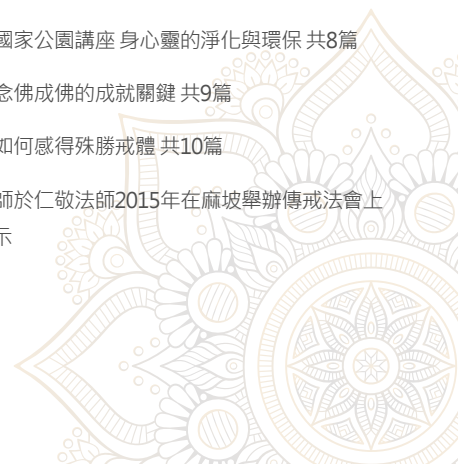 國家公園講座 身心靈的淨化與環保 共8篇
念佛成佛的成就關鍵 共9篇
如何感得殊勝戒體 共10篇
師於仁敬法師2015年在麻坡舉辦傳戒法會上
示